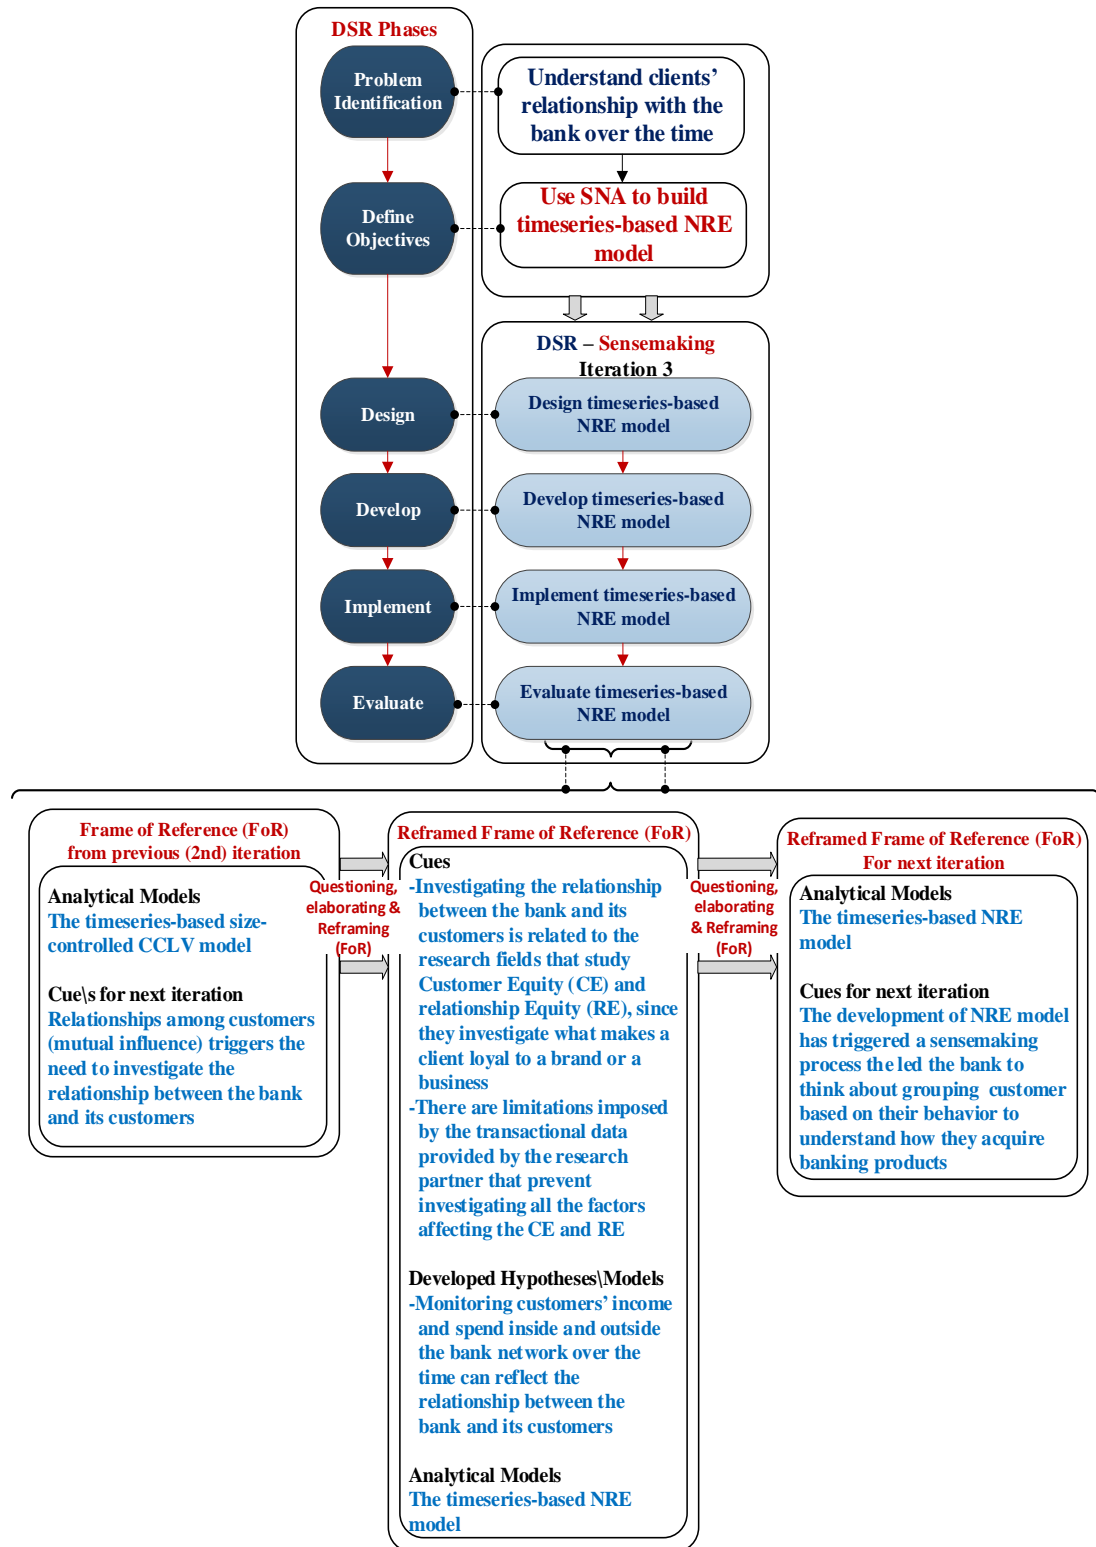 DSR Phases
Problem
Identification
Define
Objectives
Design
Develop
Implement
Evaluate
Understand clients’
relationship with the
bank over the time
Use SNA to build
timeseries-based NRE
model
DSR – Sensemaking
Iteration 3
Design timeseries-based
NRE model
Develop timeseries-based
NRE model
Implement timeseries-based
NRE model
Evaluate timeseries-based
NRE model
Frame of Reference (FoR)
from previous (2nd) iteration
Analytical Models
The timeseries-based size-
controlled CCLV model
Cue\s for next iteration
Relationships among customers
(mutual influence) triggers the
need to investigate the
relationship between the bank
and its customers
Questioning,
elaborating &
Reframing
(FoR)
Reframed Frame of Reference (FoR)
Cues
-Investigating the relationship
between the bank and its
customers is related to the
research fields that study
Customer Equity (CE) and
relationship Equity (RE), since
they investigate what makes a
client loyal to a brand or a
business
-There are limitations imposed
by the transactional data
provided by the research
partner that prevent
investigating all the factors
affecting the CE and RE
Developed Hypotheses\Models
-Monitoring customers’ income
and spend inside and outside
the bank network over the
time can reflect the
relationship between the
bank and its customers
Analytical Models
The timeseries-based NRE
model
Questioning,
elaborating
& Reframing
(FoR)
Reframed Frame of Reference (FoR)
For next iteration
Analytical Models
The timeseries-based NRE
model
Cues for next iteration
The development of NRE model
has triggered a sensemaking
process the led the bank to
think about grouping customer
based on their behavior to
understand how they acquire
banking products